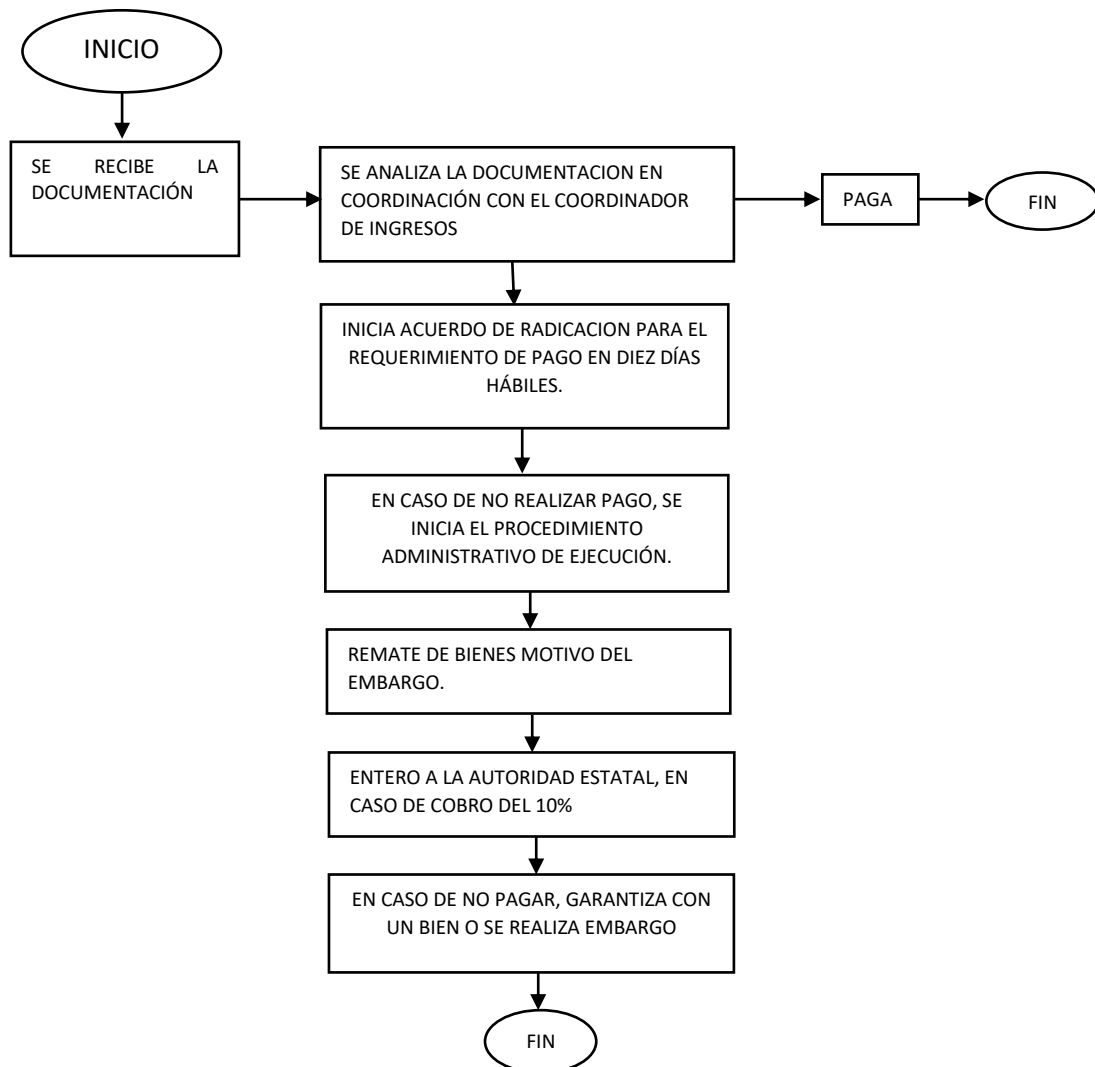 INICIO
SE RECIBE LA
DOCUMENTACIÓN
SE ANALIZA LA DOCUMENTACION EN
COORDINACIÓN CON EL COORDINADOR
DE INGRESOS
PAGA
FIN
INICIA ACUERDO DE RADICACION PARA EL
REQUERIMIENTO DE PAGO EN DIEZ DÍAS
HÁBILES.
EN CASO DE NO REALIZAR PAGO, SE
INICIA EL PROCEDIMIENTO
ADMINISTRATIVO DE EJECUCIÓN.
REMATE DE BIENES MOTIVO DEL
EMBARGO.
ENTERO A LA AUTORIDAD ESTATAL, EN
CASO DE COBRO DEL 10%
EN CASO DE NO PAGAR, GARANTIZA CON
UN BIEN O SE REALIZA EMBARGO
FIN